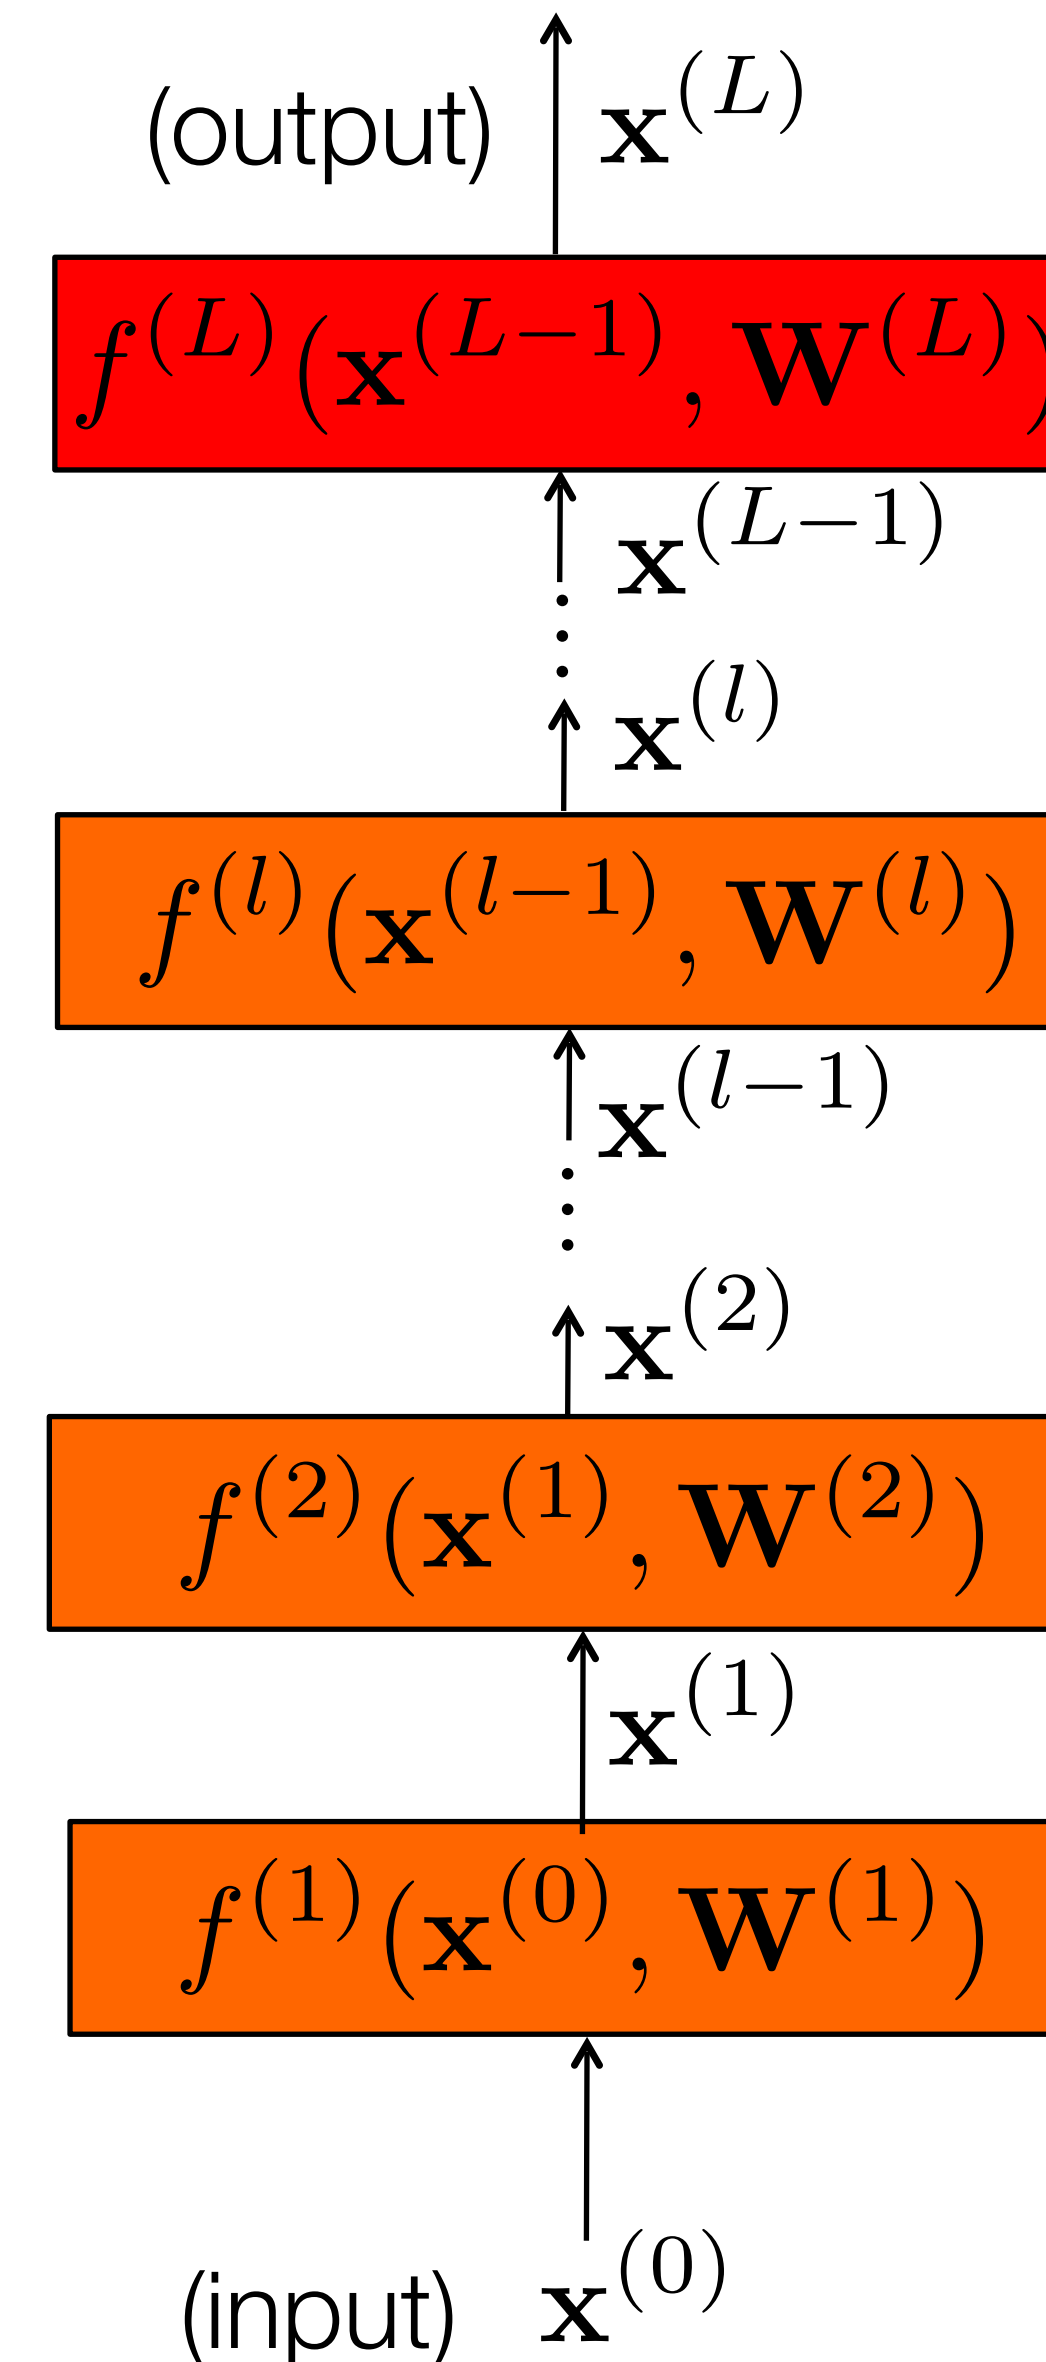 (output) x^(L)
f^(L)(x^(L−1), W^(L))
x^(L−1)
x^(l)
f^(l)(x^(l−1), W^(l))
x^(l−1)
x^(2)
f^(2)(x^(1), W^(2))
x^(1)
f^(1)(x^(0), W^(1))
(input) x^(0)